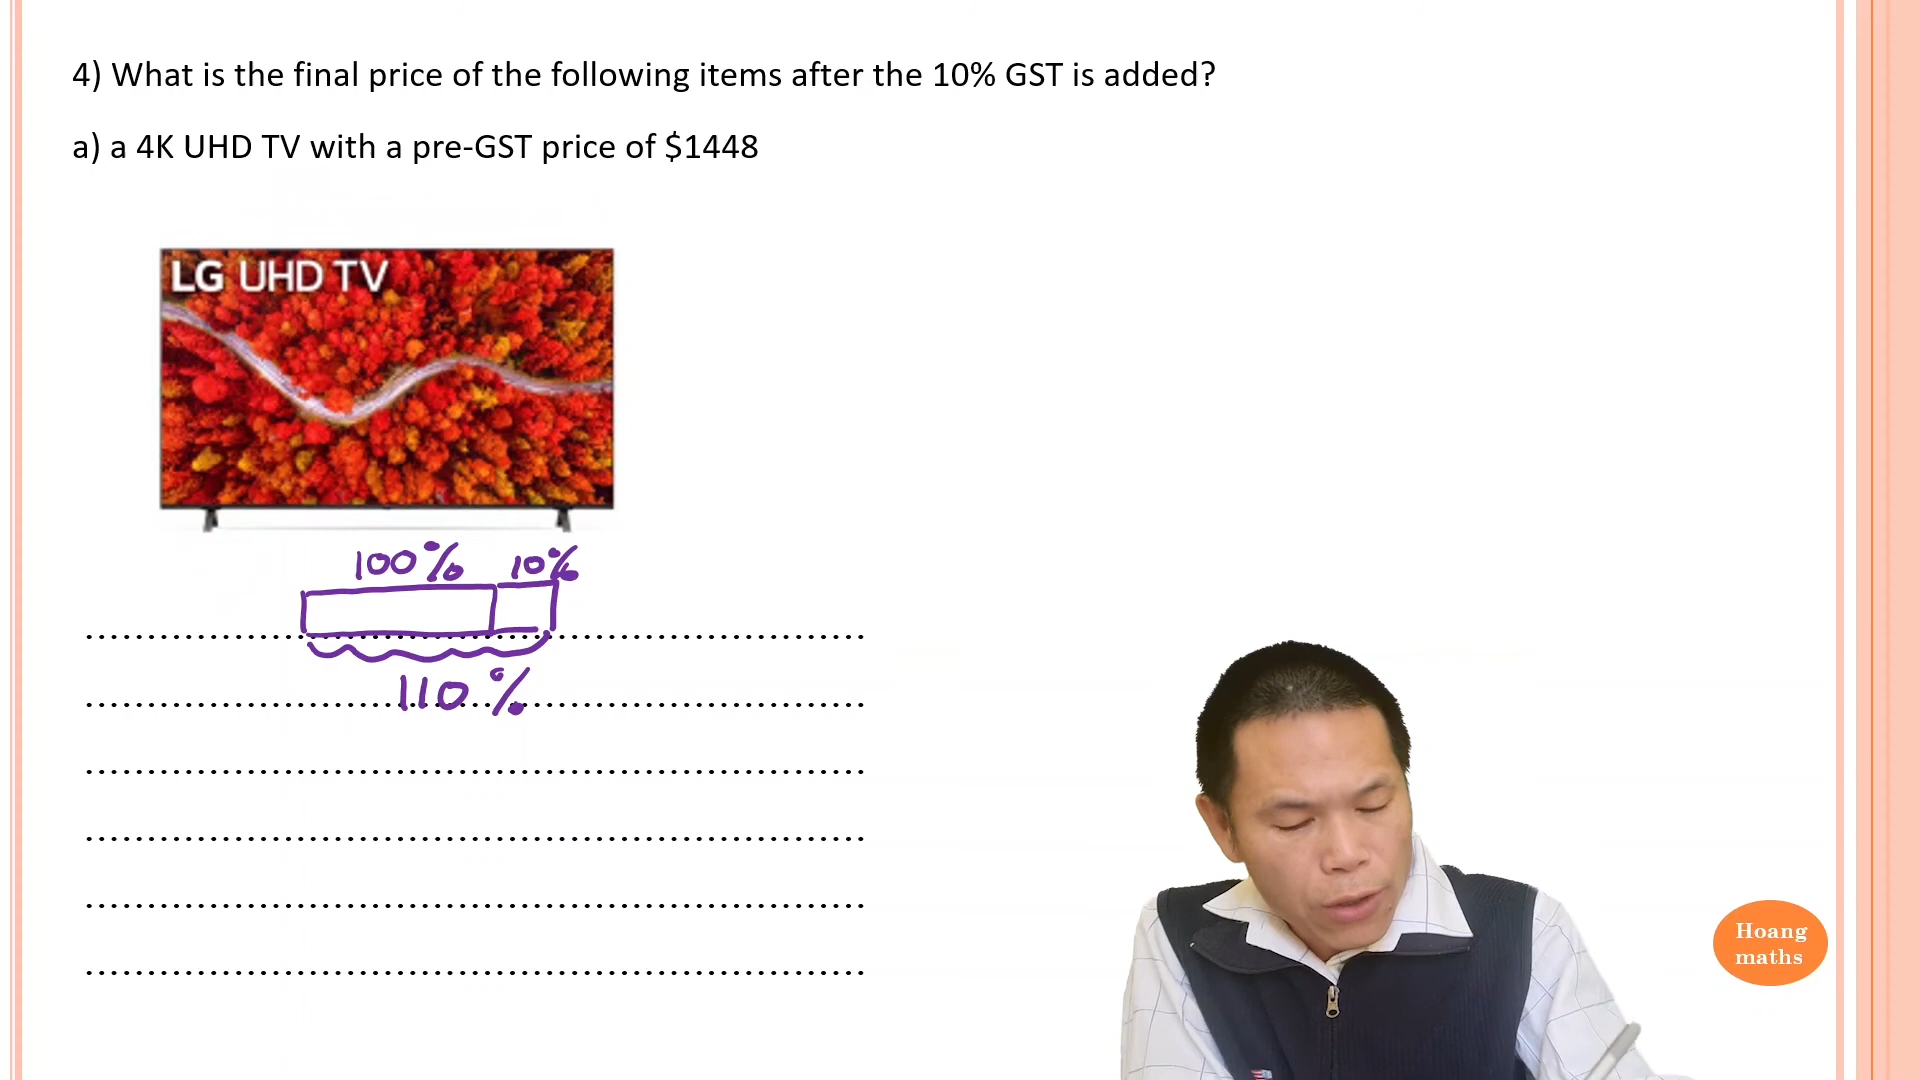 4) What is the final price of the following items after the 10% GST is added?
a) a 4K UHD TV with a pre-GST price of $1448
LG UHD TV
100% 10%
110%
Hoang
maths